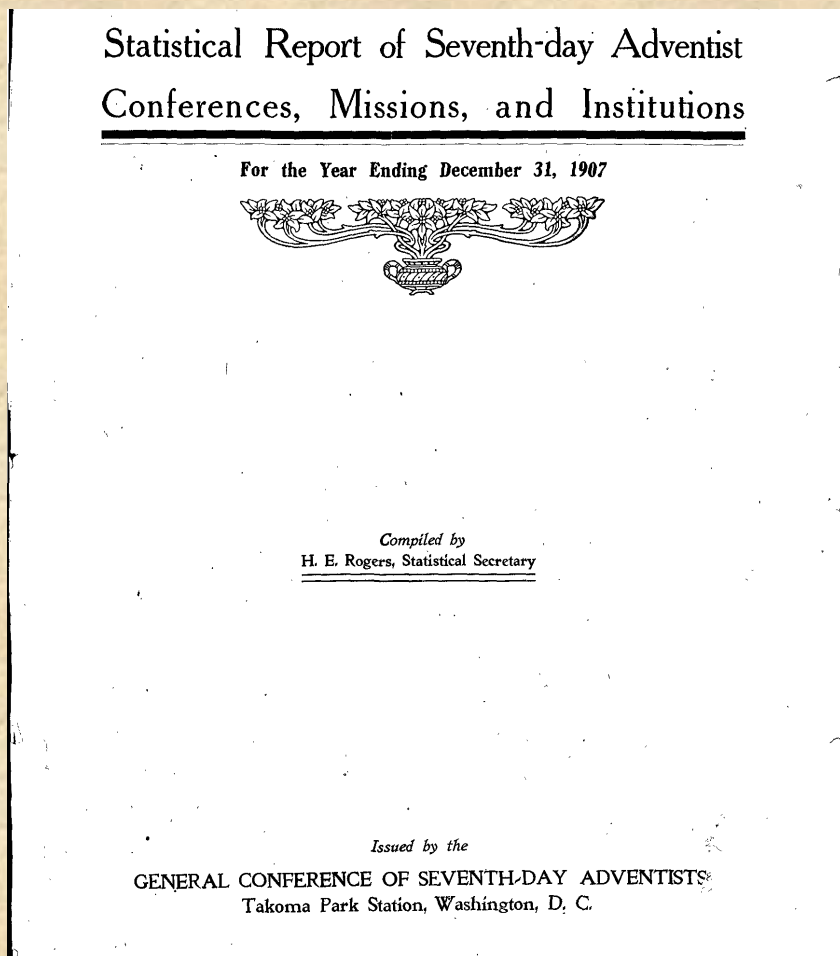 Statistical Report of Seventh-day Adventist
Conferences, Missions, and Institutions
For the Year Ending December 31, 1907
Compiled by
H. E. Rogers, Statistical Secretary
Issued by the
GENERAL CONFERENCE OF SEVENTH-DAY ADVENTISTS
Takoma Park Station, Washington, D. C.